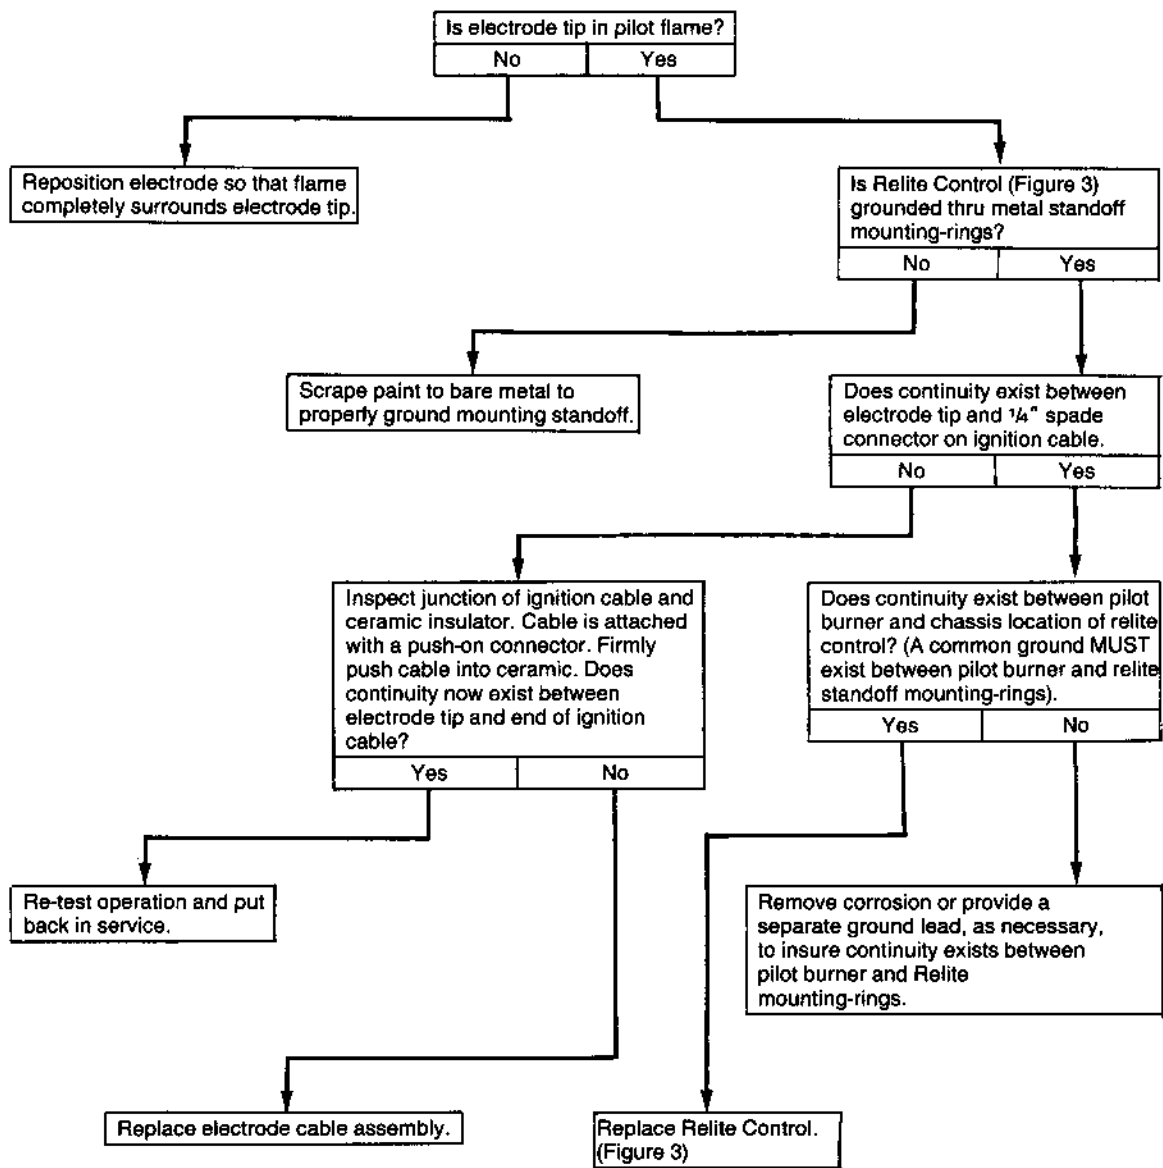 Is electrode tip in pilot flame?
No
Yes
Reposition electrode so that flame
completely surrounds electrode tip.
Is Relite Control (Figure 3)
grounded thru metal standoff
mounting-rings?
No
Yes
Scrape paint to bare metal to
properly ground mounting standoff.
Does continuity exist between
electrode tip and 1/4" spade
connector on ignition cable.
No
Yes
Inspect junction of ignition cable and
ceramic insulator. Cable is attached
with a push-on connector. Firmly
push cable into ceramic. Does
continuity now exist between
electrode tip and end of ignition
cable?
Yes
No
Does continuity exist between pilot
burner and chassis location of relite
control? (A common ground MUST
exist between pilot burner and relite
standoff mounting-rings).
Yes
No
Re-test operation and put
back in service.
Remove corrosion or provide a
separate ground lead, as necessary,
to insure continuity exists between
pilot burner and Relite
mounting-rings.
Replace electrode cable assembly.
Replace Relite Control.
(Figure 3)